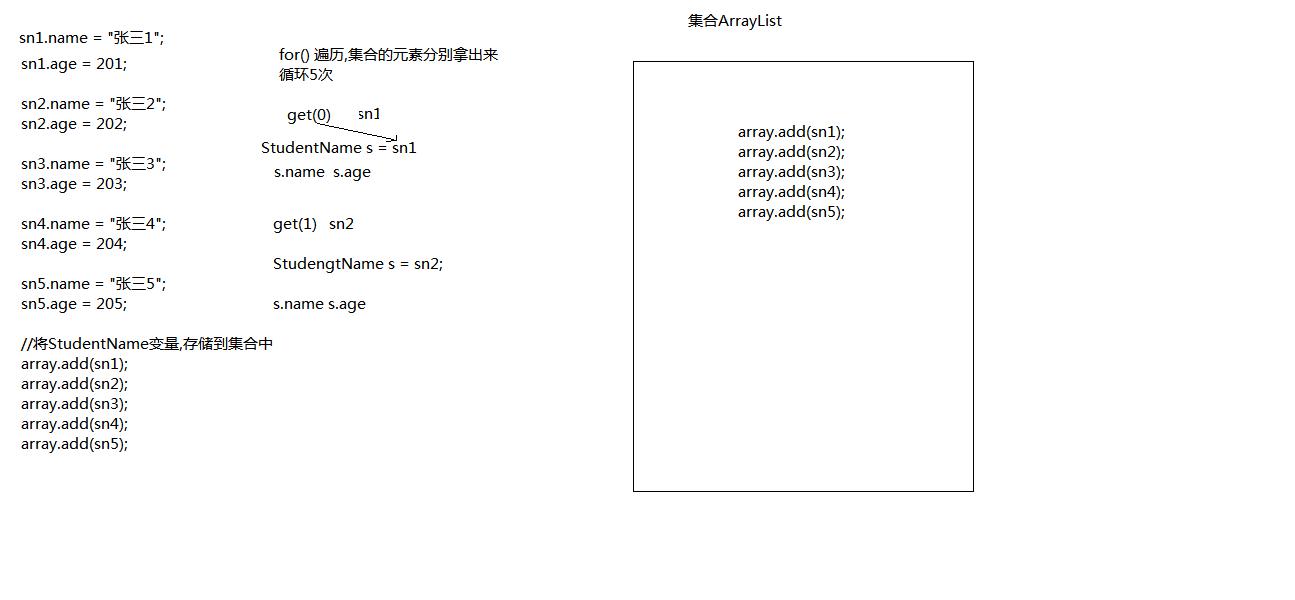 sn1.name = "张三1";
sn1.age = 201;
sn2.name = "张三2";
sn2.age = 202;
sn3.name = "张三3";
sn3.age = 203;
sn4.name = "张三4";
sn4.age = 204;
sn5.name = "张三5";
sn5.age = 205;
//将StudentName变量,存储到集合中
array.add(sn1);
array.add(sn2);
array.add(sn3);
array.add(sn4);
array.add(sn5);
for() 遍历,集合的元素分别拿出来
循环5次
get(0) sn1
StudentName s = sn1
s.name s.age
get(1) sn2
StudengtName s = sn2;
s.name s.age
集合ArrayList
array.add(sn1);
array.add(sn2);
array.add(sn3);
array.add(sn4);
array.add(sn5);